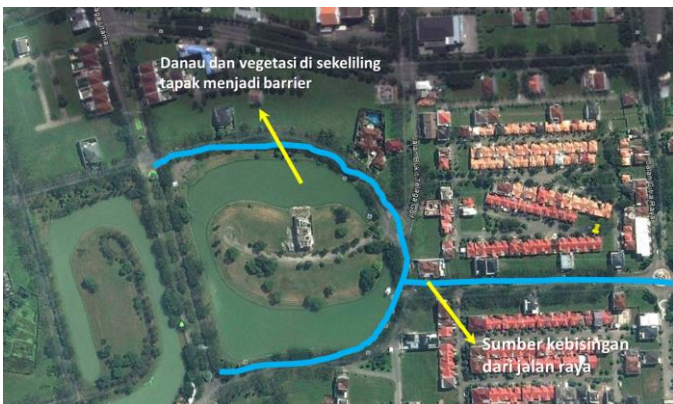 Danau dan vegetasi di sekeliling
tapak menjadi barrier
Sumber kebisingan
dari jalan raya